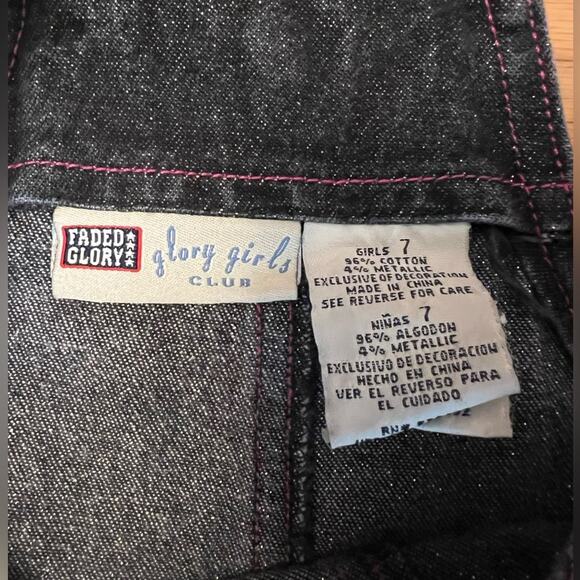 FADED
GLORY
glory girls
CLUB
GIRLS 7
96% COTTON
4% METALLIC
EXCLUSIVE OF DECORATION
MADE IN CHINA
SEE REVERSE FOR CARE
NIÑAS 7
96% ALGODON
4% METALLIC
EXCLUSIVO DE DECORACION
HECHO EN CHINA
VER EL REVERSO PARA
EL CUIDADO
RN#